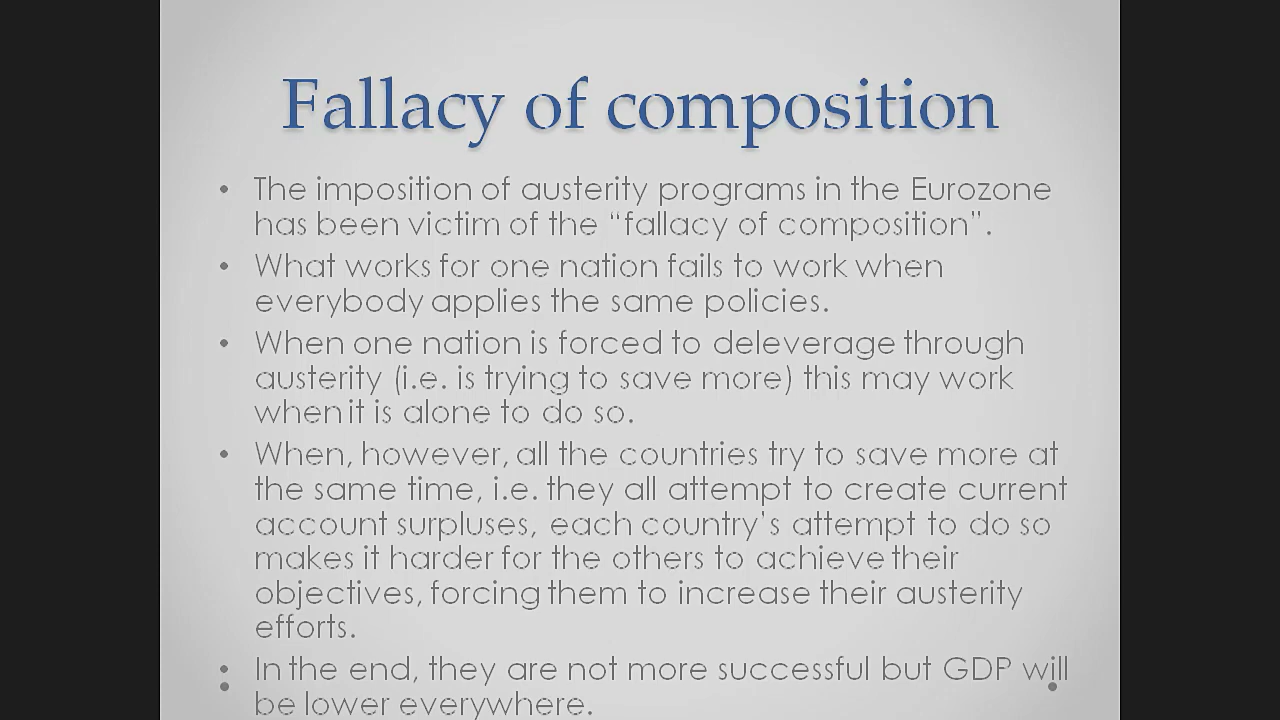 Fallacy of composition
• The imposition of austerity programs in the Eurozone
has been victim of the “fallacy of composition”.
• What works for one nation fails to work when
everybody applies the same policies.
• When one nation is forced to deleverage through
austerity (i.e. is trying to save more) this may work
when it is alone to do so.
• When, however, all the countries try to save more at
the same time, i.e. they all attempt to create current
account surpluses, each country's attempt to do so
makes it harder for the others to achieve their
objectives, forcing them to increase their austerity
efforts.
• In the end, they are not more successful but GDP will
be lower everywhere.